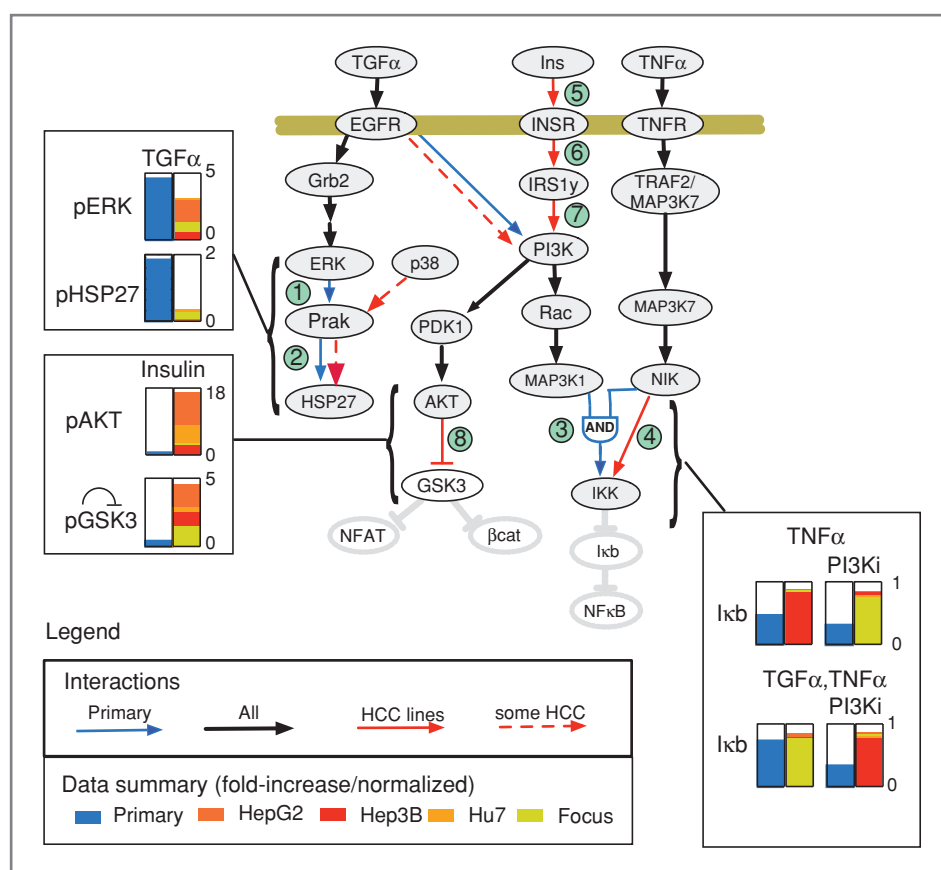 TGFα
Ins
TNFα
5
EGFR
INSR
TNFR
6
Grb2
IRS1y
TRAF2/
MAP3K7
7
PI3K
ERK
p38
1
Prak
PDK1
Rac
MAP3K7
2
HSP27
AKT
MAP3K1
NIK
3
AND
4
8
GSK3
IKK
NFAT
βcat
Iκb
NFκB
TGFα
pERK
5
0
pHSP27
2
0
Insulin
pAKT
18
0
pGSK3
5
0
TNFα
PI3Ki
Iκb
1
0
TGFα,TNFα
PI3Ki
Iκb
1
0
Legend
Interactions
Primary
All
HCC lines
some HCC
Data summary (fold-increase/normalized)
Primary
HepG2
Hep3B
Hu7
Focus